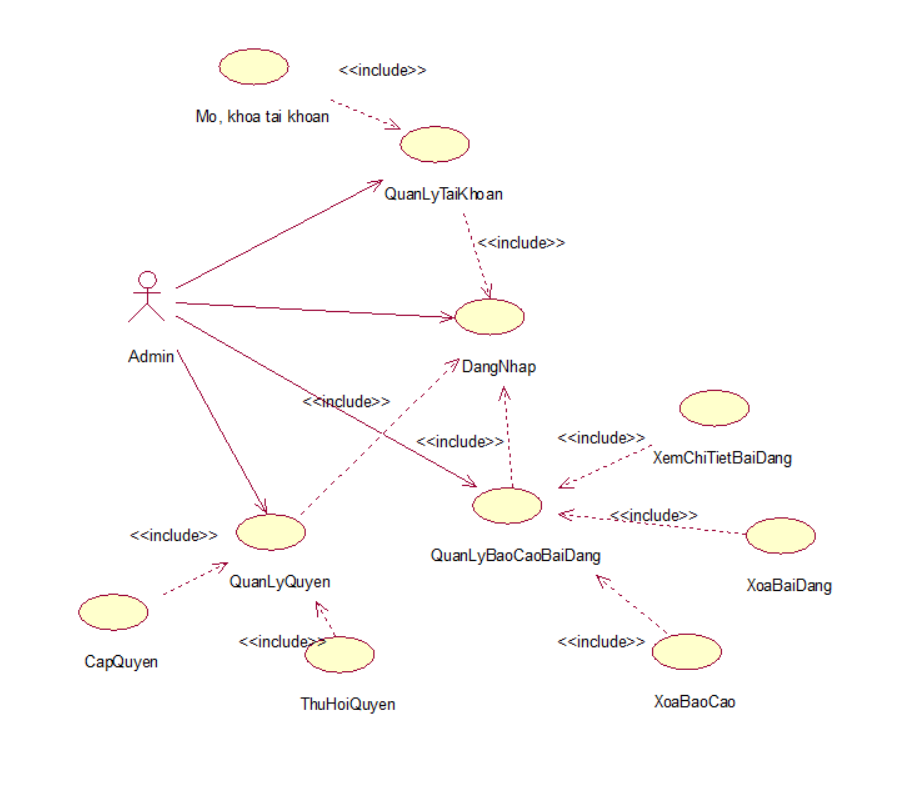 <<include>>
Mo, khoa tai khoan
QuanLyTaiKhoan
<<include>>
Admin
DangNhap
<<include>>
<<include>>
<<include>>
XemChiTietBaiDang
<<include>>
<<include>>
QuanLyBaoCaoBaiDang
QuanLyQuyen
XoaBaiDang
<<include>>
<<include>>
CapQuyen
ThuHoiQuyen
XoaBaoCao